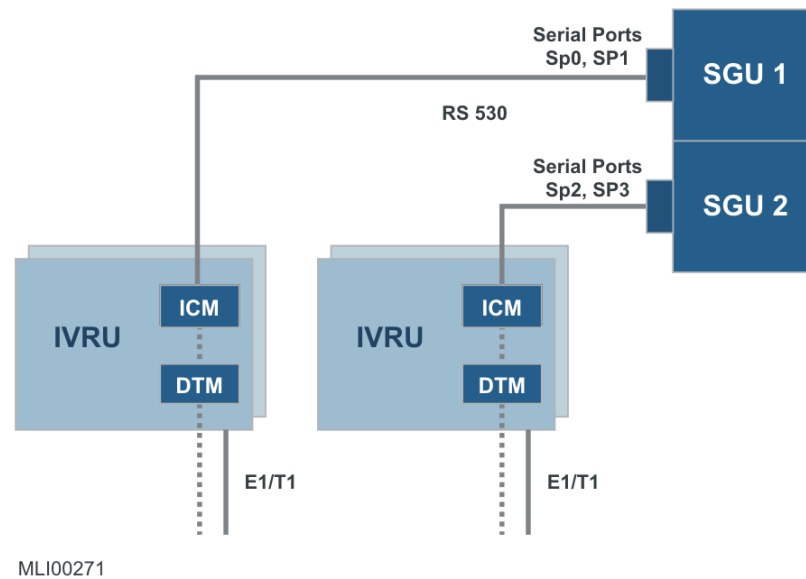 Serial Ports
Sp0, SP1
SGU 1
RS 530
Serial Ports
Sp2, SP3
SGU 2
ICM
IVRU
DTM
E1/T1
ICM
IVRU
DTM
E1/T1
MLI00271